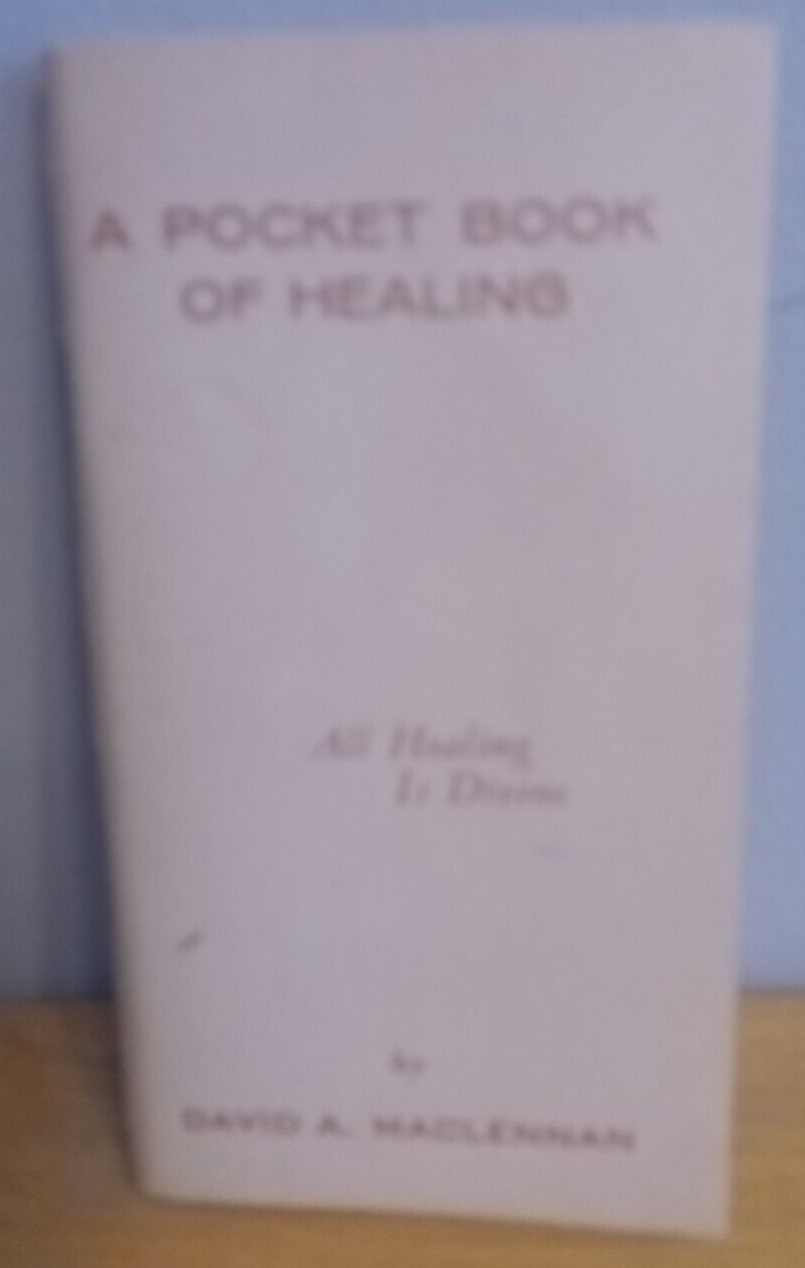 A POCKET BOOK
OF HEALING
All Healing
Is Divine
by
DAVID A. MACLENNAN